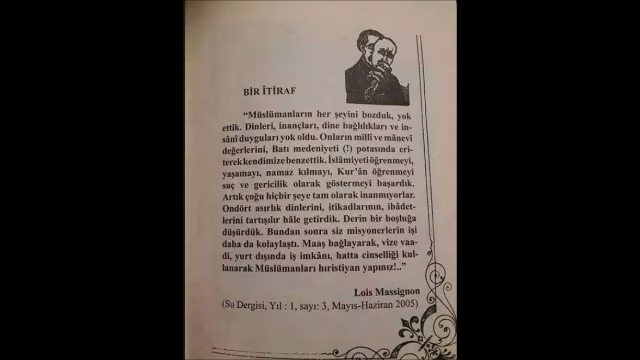 BİR İTİRAF
"Müslümanların her şeyini bozduk, yok
ettik. Dinleri, inançları, dine bağlılıkları ve in-
sânî duyguları yok oldu. Onların millî ve mânevî
değerlerini, Batı medeniyeti (!) potasında eri-
terek kendimize benzettik. İslâmiyeti öğrenmeyi,
yaşamayı, namaz kılmayı, Kur'ân öğrenmeyi
suç ve gericilik olarak göstermeyi başardık.
Artık çoğu hiçbir şeye tam olarak inanmıyorlar.
Ondört asırlık dinlerini, itikadlarının, ibâdet-
lerini tartışılır hâle getirdik. Derin bir boşluğa
düşürdük. Bundan sonra siz misyonerlerin işi
daha da kolaylaştı. Maaş bağlayarak, vize vaa-
di, yurt dışında iş imkânı, hatta cinselliği kul-
lanarak Müslümanları hıristiyan yapınız!.."
Lois Massignon
(Su Dergisi, Yıl : 1, sayı: 3, Mayıs-Haziran 2005)